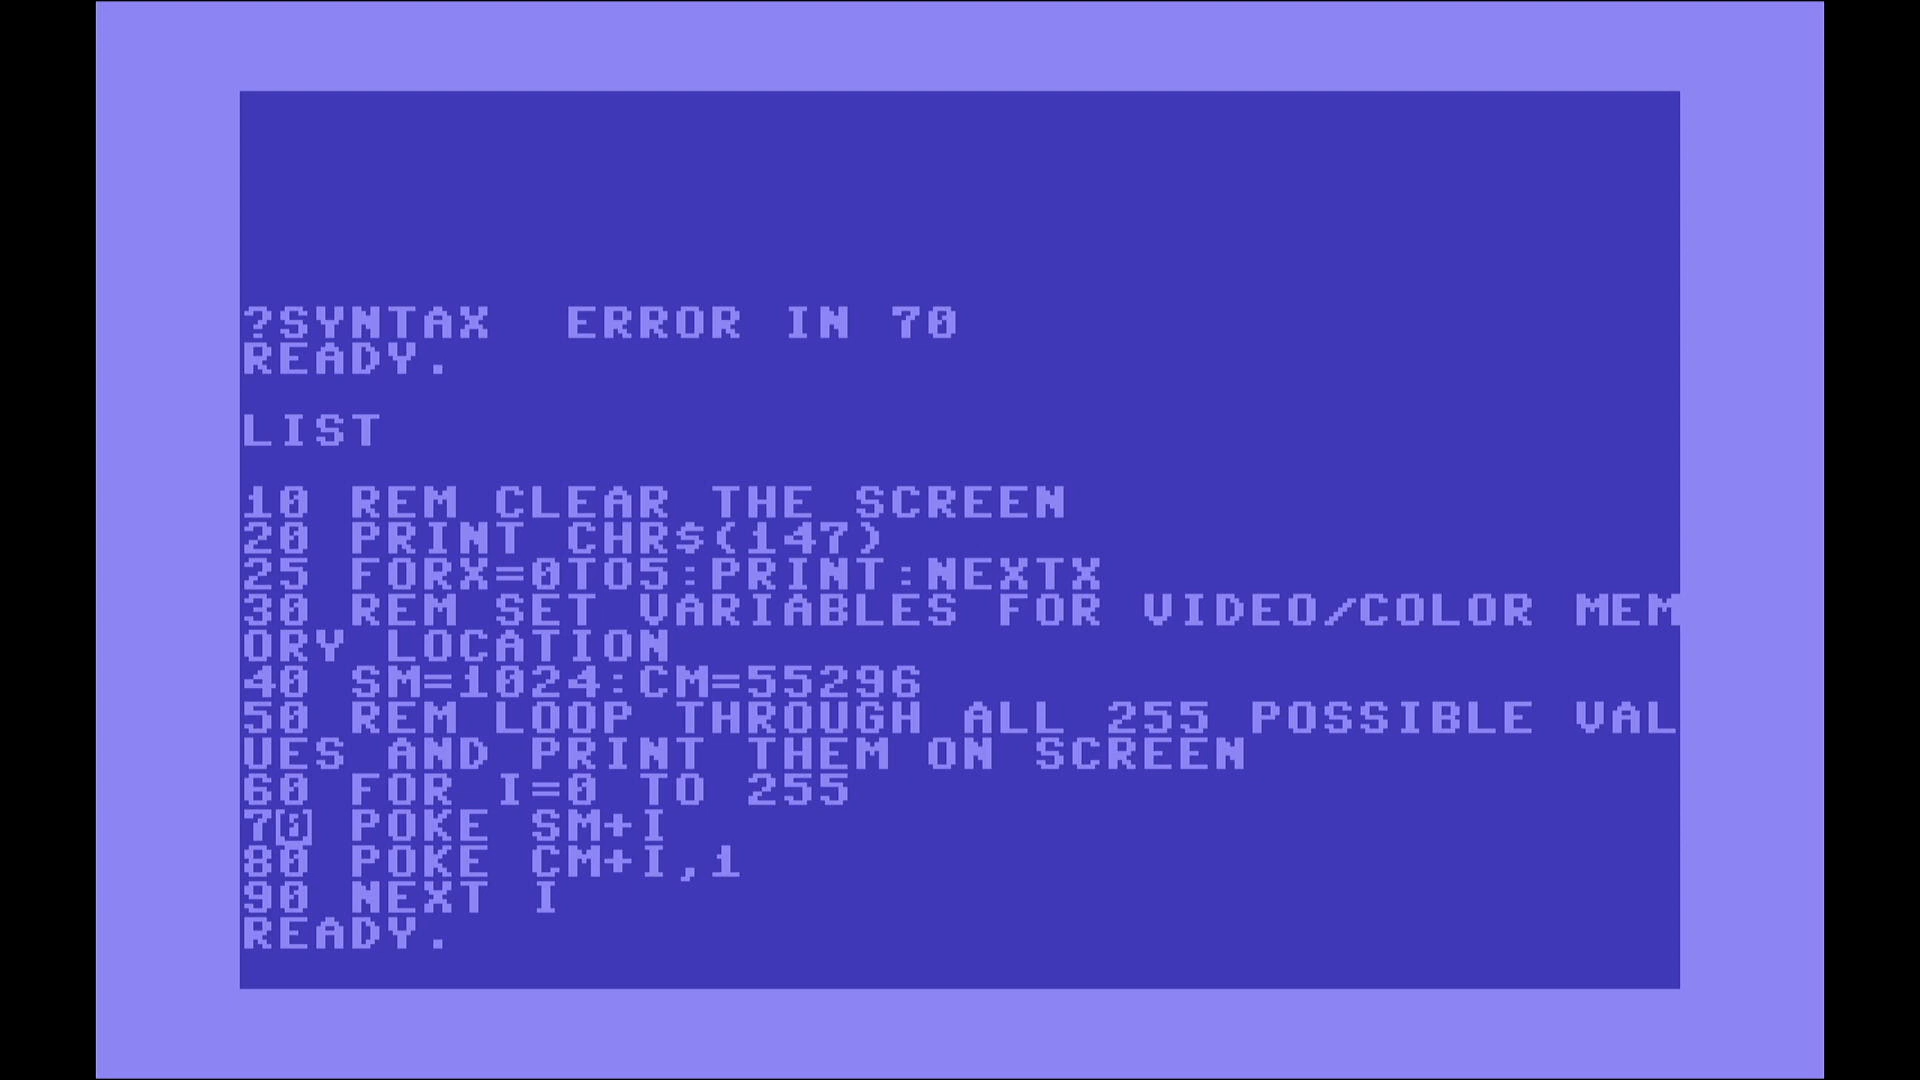 ?SYNTAX  ERROR IN 70
READY.
LIST
10 REM CLEAR THE SCREEN
20 PRINT CHR$(147)
25 FORX=0TO5:PRINT:NEXTX
30 REM SET VARIABLES FOR VIDEO/COLOR MEM
ORY LOCATION
40 SM=1024:CM=55296
50 REM LOOP THROUGH ALL 255 POSSIBLE VAL
UES AND PRINT THEM ON SCREEN
60 FOR I=0 TO 255
70 POKE SM+I
80 POKE CM+I,1
90 NEXT I
READY.